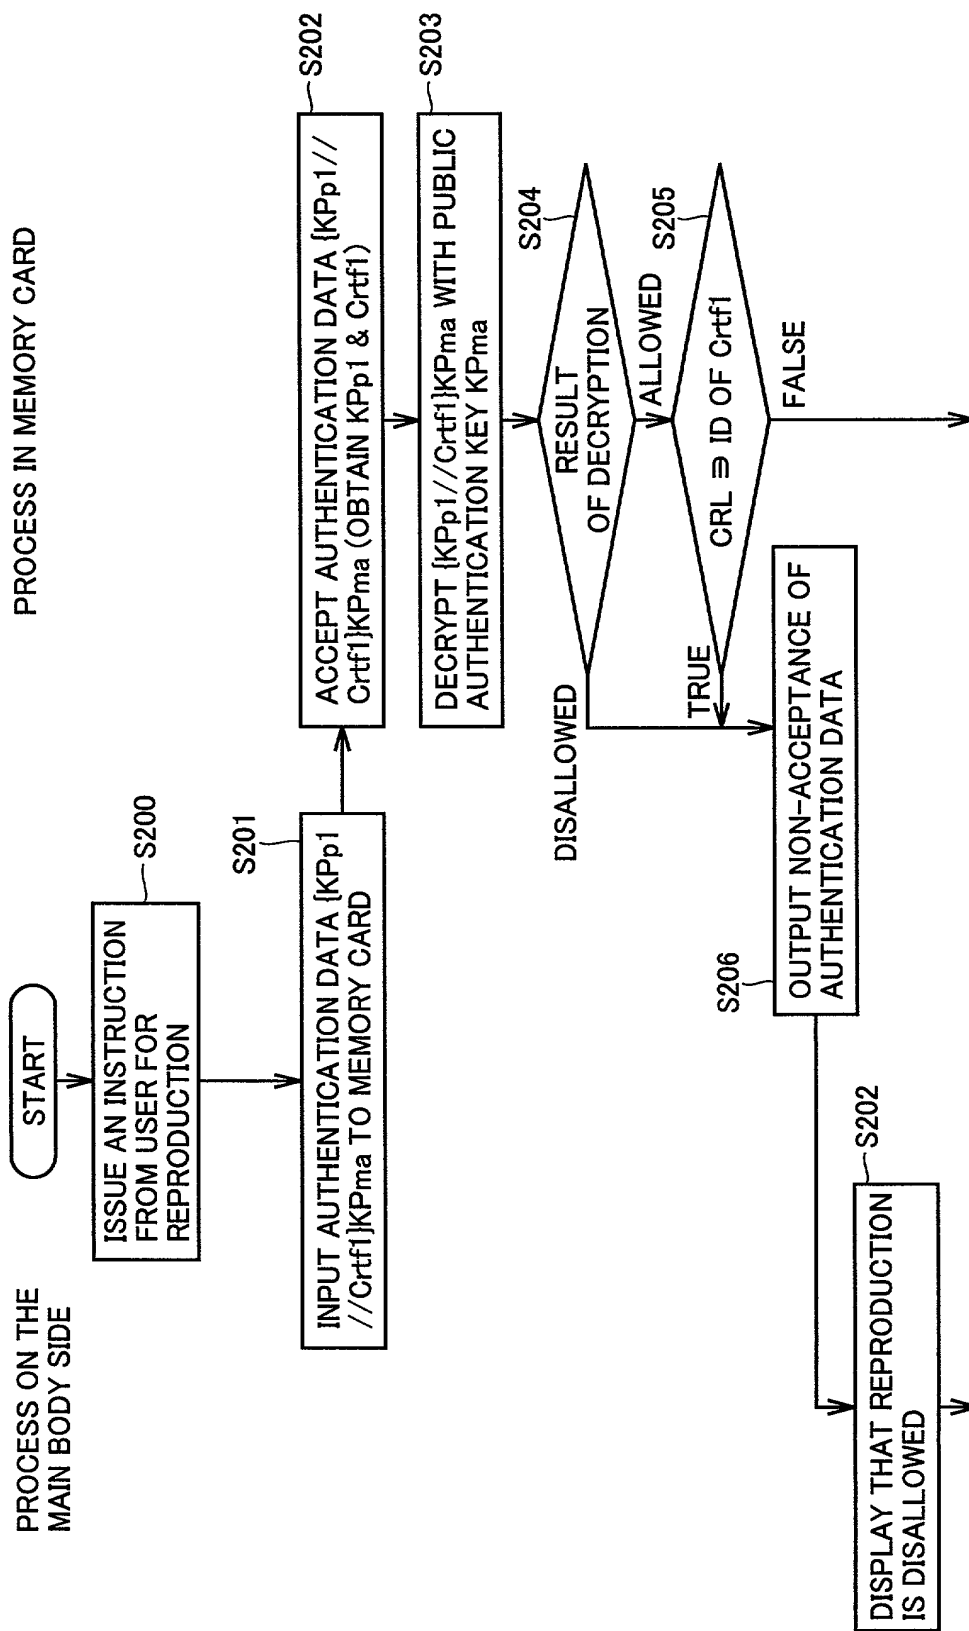 PROCESS ON THE
MAIN BODY SIDE
PROCESS IN MEMORY CARD
START
S200
ISSUE AN INSTRUCTION
FROM USER FOR
REPRODUCTION
S201
INPUT AUTHENTICATION DATA {KPp1
//Crtf1}KPma TO MEMORY CARD
S202
ACCEPT AUTHENTICATION DATA {KPp1//
Crtf1}KPma (OBTAIN KPp1 & Crtf1)
S203
DECRYPT {KPp1//Crtf1}KPma WITH PUBLIC
AUTHENTICATION KEY KPma
S204
RESULT
OF DECRYPTION
DISALLOWED
ALLOWED
S205
CRL ∋ ID OF Crtf1
TRUE
FALSE
S206
OUTPUT NON-ACCEPTANCE OF
AUTHENTICATION DATA
S202
DISPLAY THAT REPRODUCTION
IS DISALLOWED